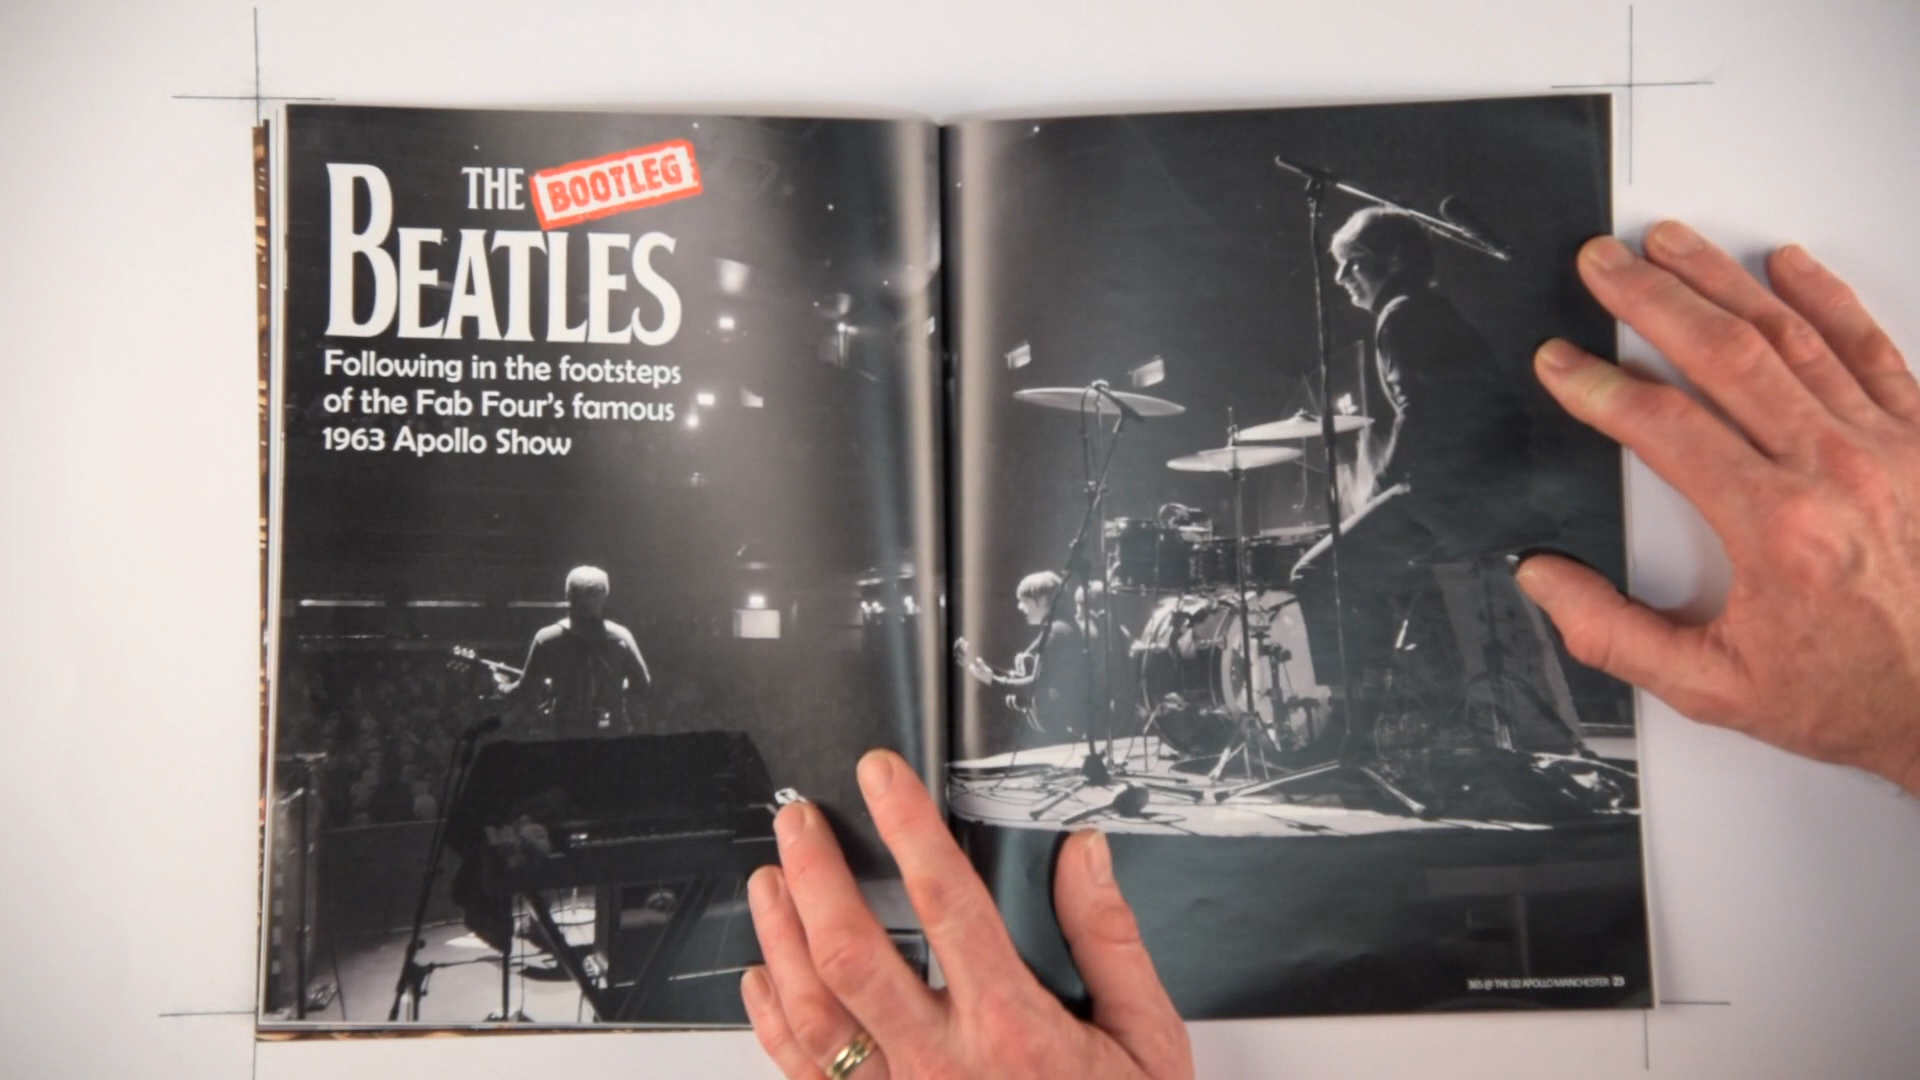 THE BOOTLEG
BEATLES
Following in the footsteps
of the Fab Four's famous
1963 Apollo Show
365 @ THE O2 APOLLO MANCHESTER 23